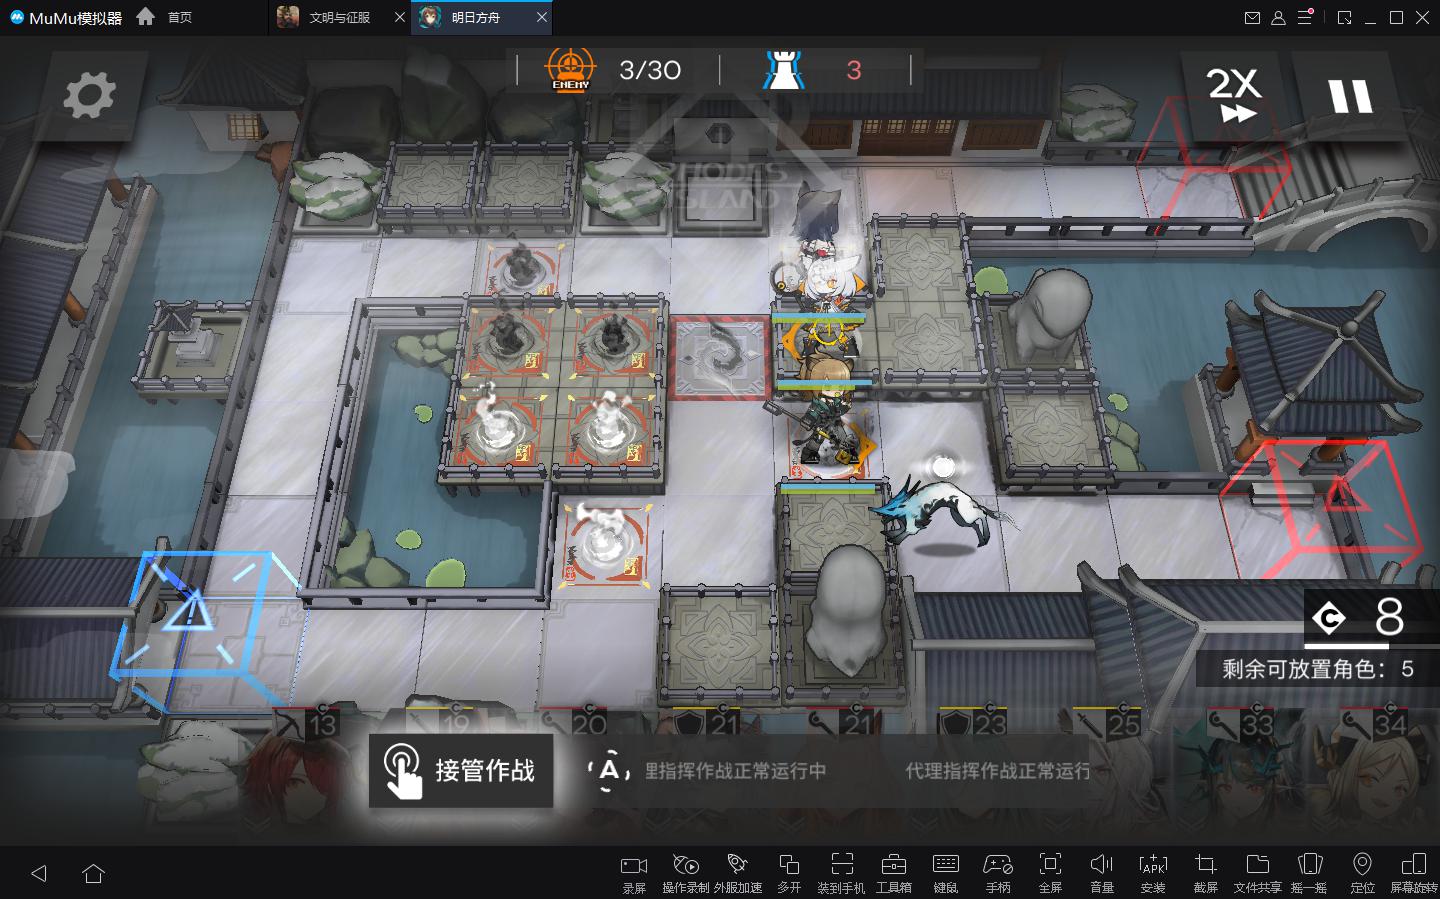 MuMu模拟器
首页
文明与征服
明日方舟
ENEMY
3/30
3
2X
RHODES
ISLAND
C 8
剩余可放置角色：5
13
19
20
21
21
23
25
33
34
接管作战
A
理指挥作战正常运行中
代理指挥作战正常运行
录屏
操作录制
外服加速
多开
装到手机
工具箱
键鼠
手柄
全屏
音量
APK
安装
截屏
文件共享
摇一摇
定位
屏幕旋转